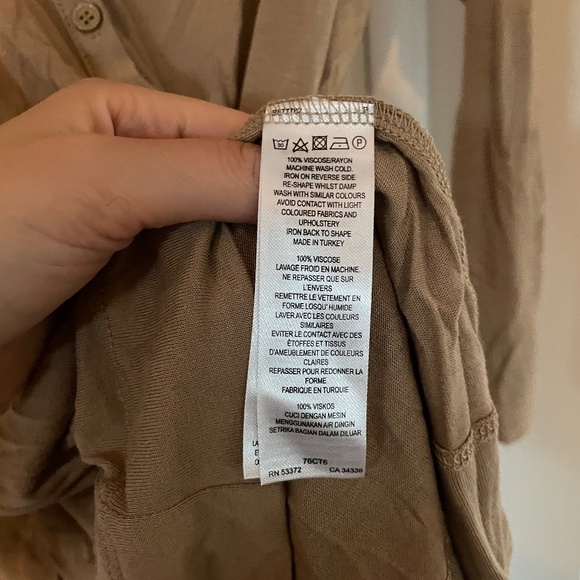 P
100% VISCOSE/RAYON
MACHINE WASH COLD.
IRON ON REVERSE SIDE
RE-SHAPE WHILST DAMP
WASH WITH SIMILAR COLOURS
AVOID CONTACT WITH LIGHT
COLOURED FABRICS AND
UPHOLSTERY
IRON BACK TO SHAPE
MADE IN TURKEY
100% VISCOSE
LAVAGE FROID EN MACHINE.
NE REPASSER QUE SUR
L'ENVERS
REMETTRE LE VETEMENT EN
FORME LOSQU' HUMIDE
LAVER AVEC LES COULEURS
SIMILAIRES
EVITER LE CONTACT AVEC DES
ÉTOFFES ET TISSUS
D'AMEUBLEMENT DE COULEURS
CLAIRES
REPASSER POUR REDONNER LA
FORME
FABRIQUE EN TURQUIE
100% VISKOS
CUCI DENGAN MESIN
MENGGUNAKAN AIR DINGIN
SETRIKA BAGIAN DALAM DILUAR
76CT6
RN 53372 CA 34339